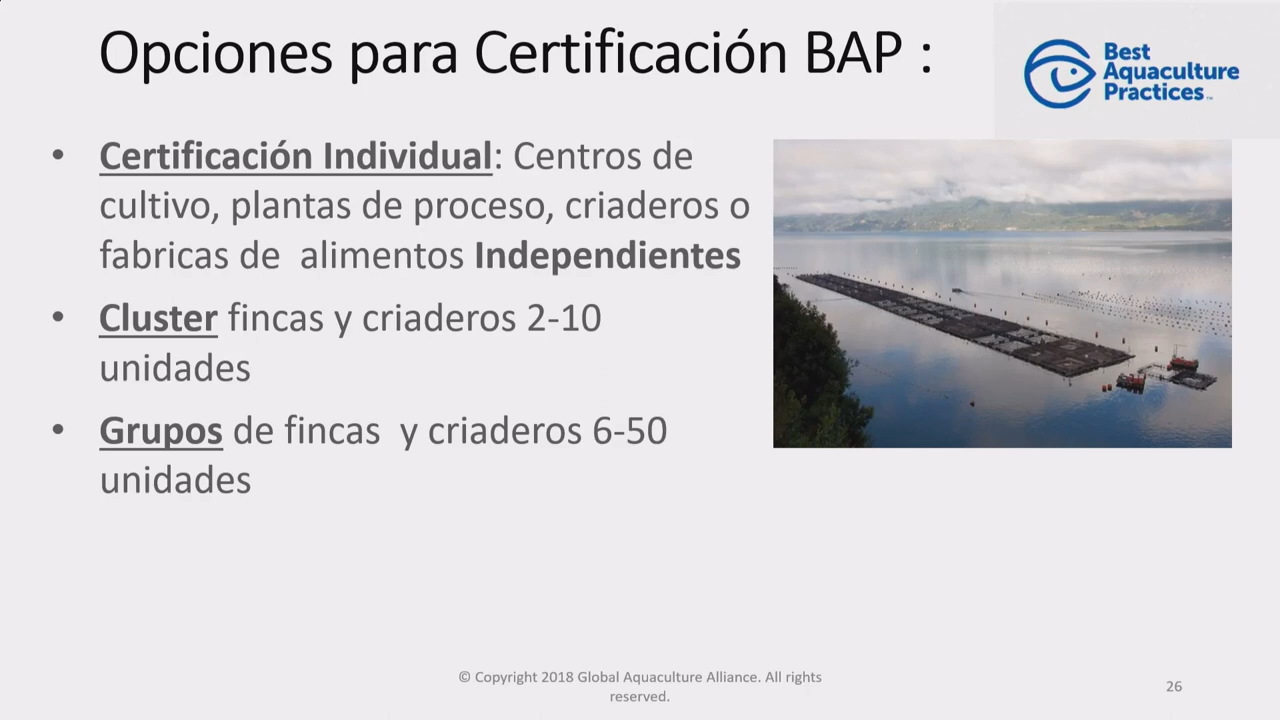 Opciones para Certificación BAP :
Best
Aquaculture
Practices™
• Certificación Individual: Centros de
cultivo, plantas de proceso, criaderos o
fabricas de  alimentos Independientes
• Cluster fincas y criaderos 2-10
unidades
• Grupos de fincas  y criaderos 6-50
unidades
© Copyright 2018 Global Aquaculture Alliance. All rights
reserved.
26